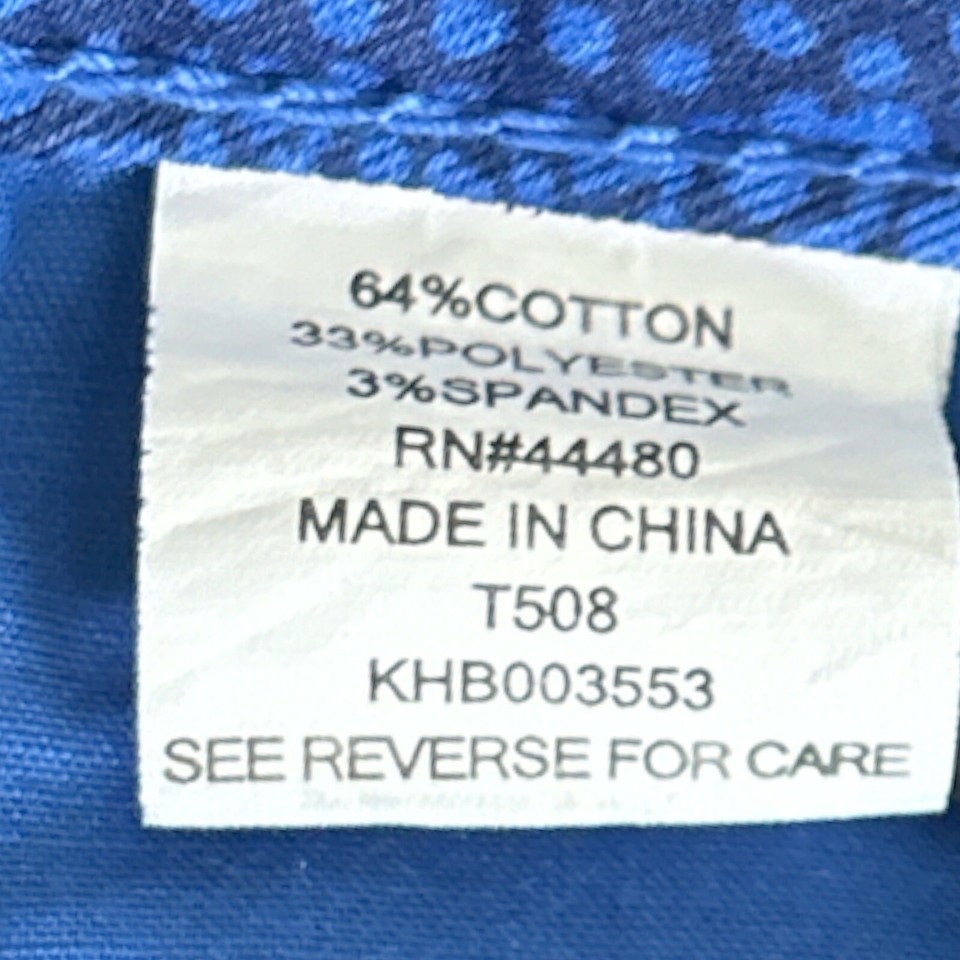 64%COTTON
33%POLYESTER
3%SPANDEX
RN#44480
MADE IN CHINA
T508
KHB003553
SEE REVERSE FOR CARE